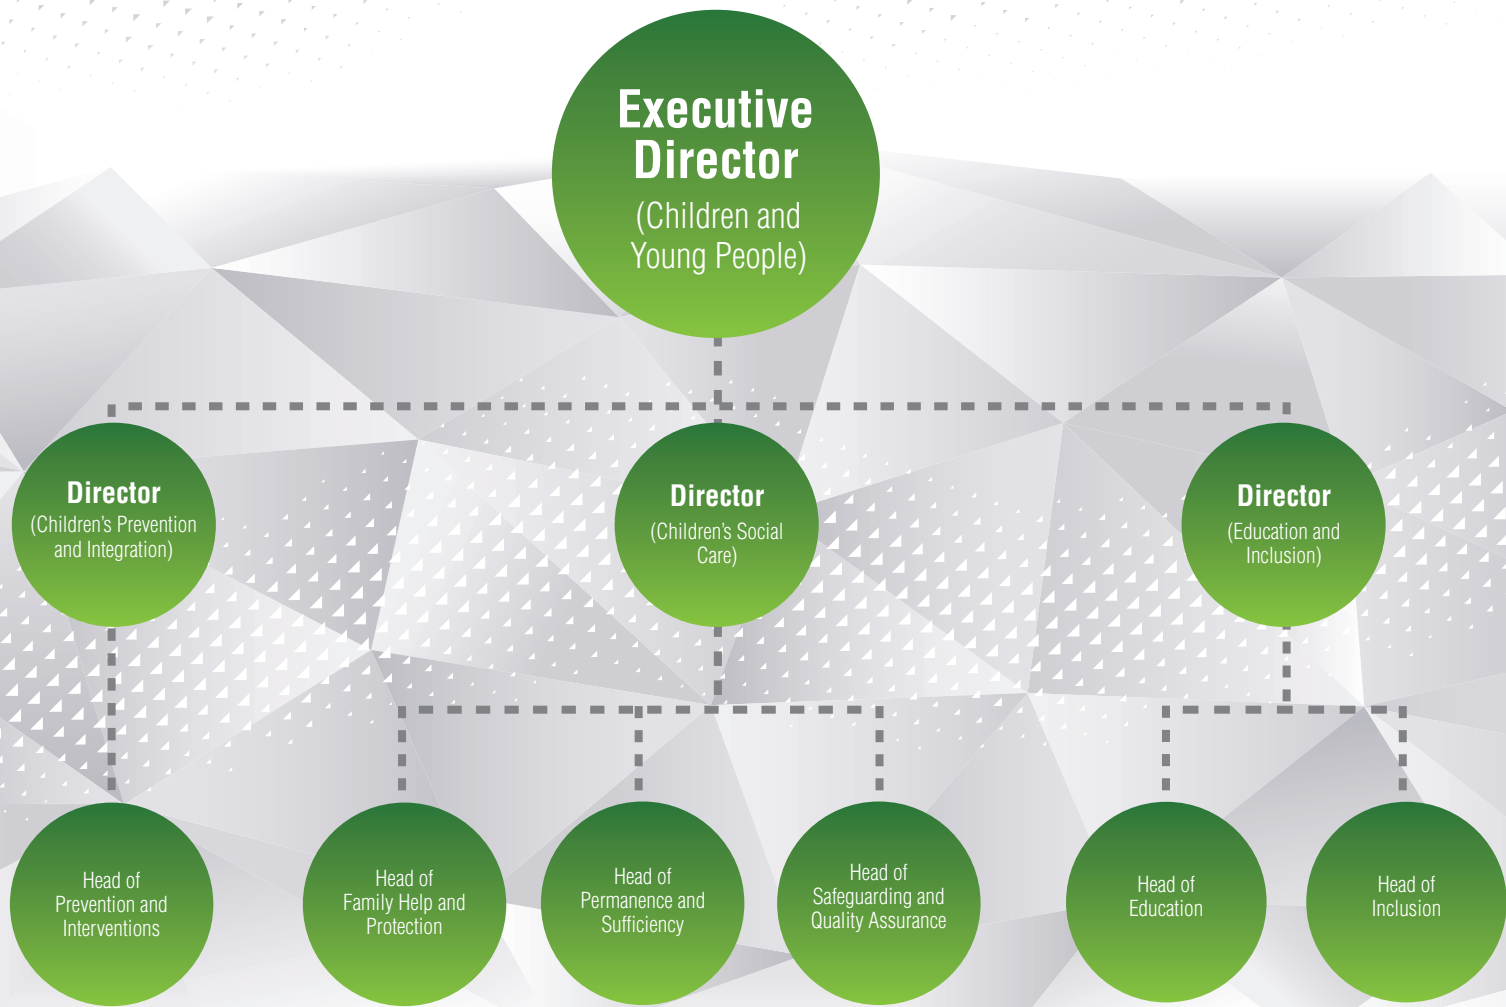 Executive
Director
(Children and
Young People)
Director
(Children's Prevention
and Integration)
Director
(Children's Social
Care)
Director
(Education and
Inclusion)
Head of
Prevention and
Interventions
Head of
Family Help and
Protection
Head of
Permanence and
Sufficiency
Head of
Safeguarding and
Quality Assurance
Head of
Education
Head of
Inclusion